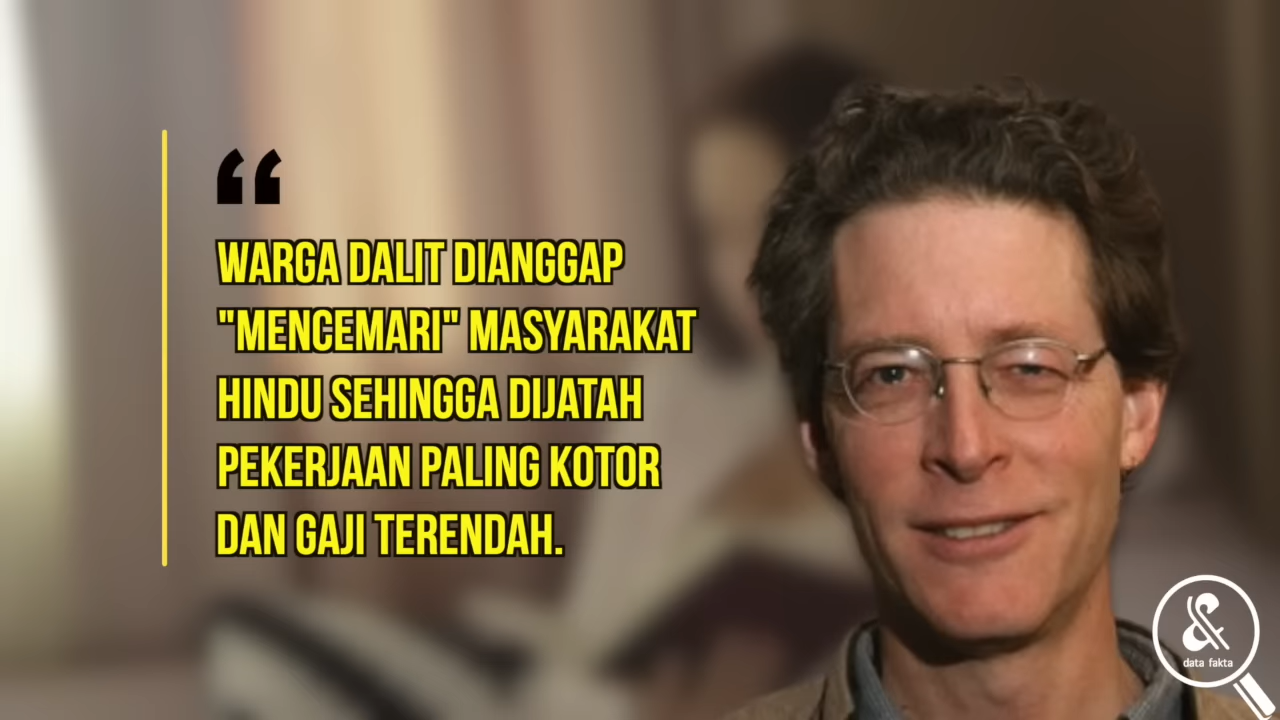 “
WARGA DALIT DIANGGAP
"MENCEMARI" MASYARAKAT
HINDU SEHINGGA DIJATAH
PEKERJAAN PALING KOTOR
DAN GAJI TERENDAH.
&
data fakta